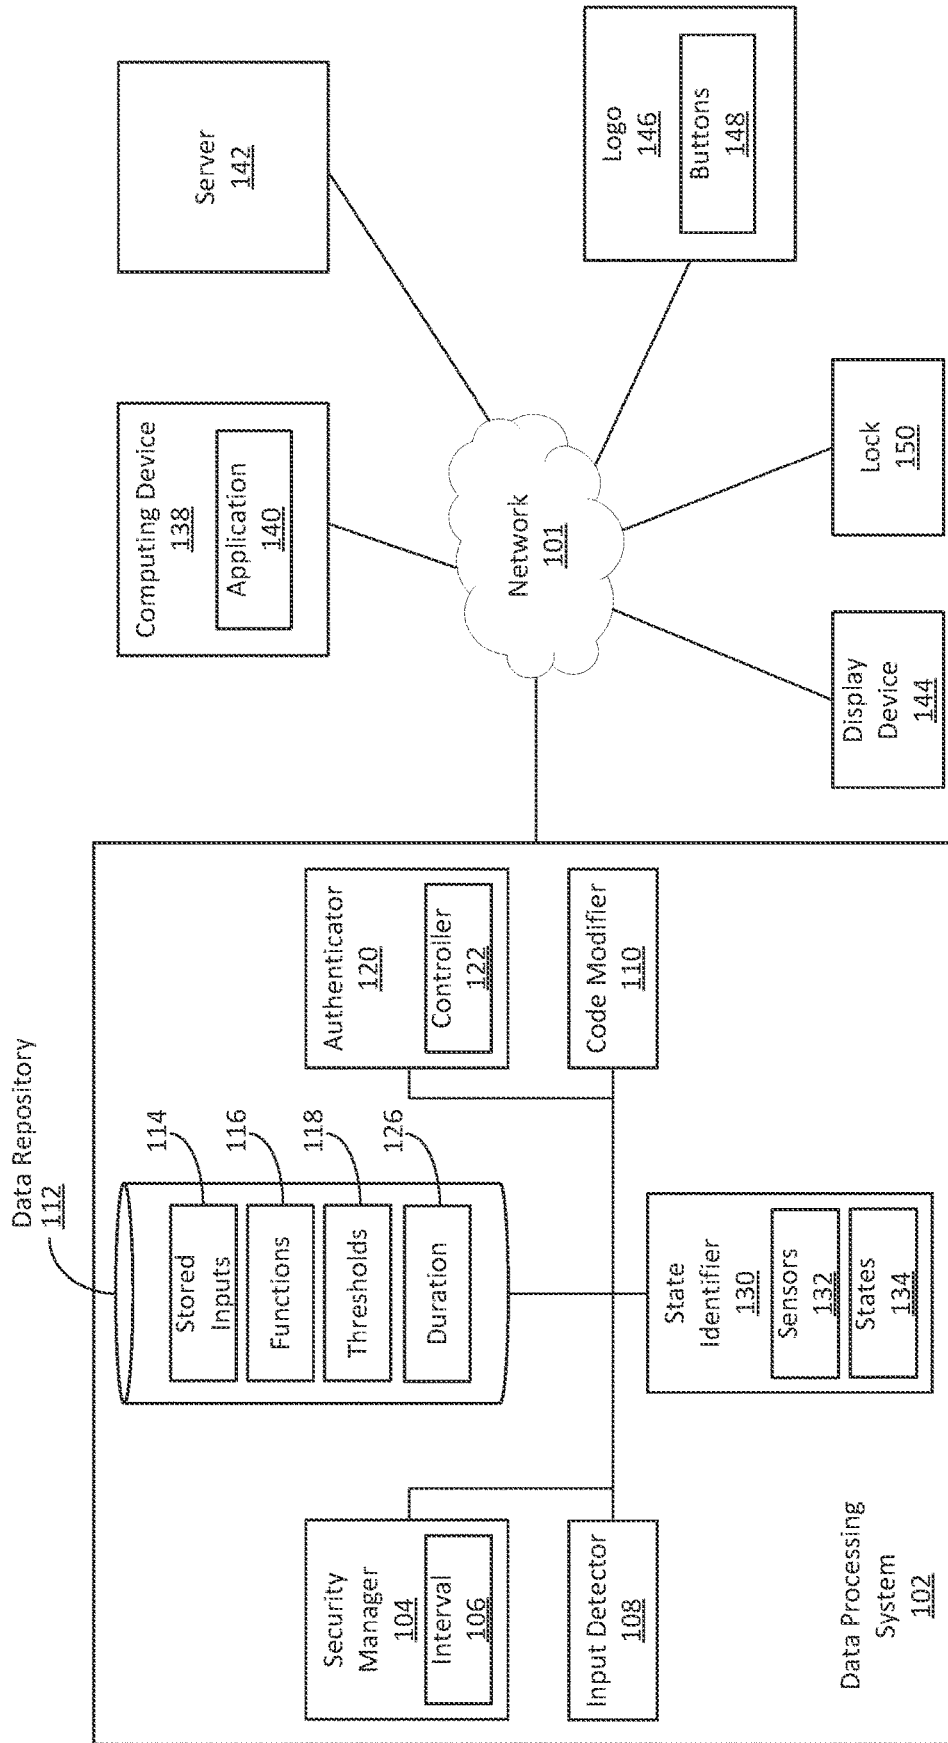 Data Repository
112
Stored
Inputs
114
Functions
116
Thresholds
118
Duration
126
Security
Manager
104
Interval
106
Input Detector
108
Authenticator
120
Controller
122
Code Modifier
110
State
Identifier
130
Sensors
132
States
134
Data Processing
System
102
Computing Device
138
Application
140
Server
142
Network
101
Display
Device
144
Lock
150
Logo
146
Buttons
148